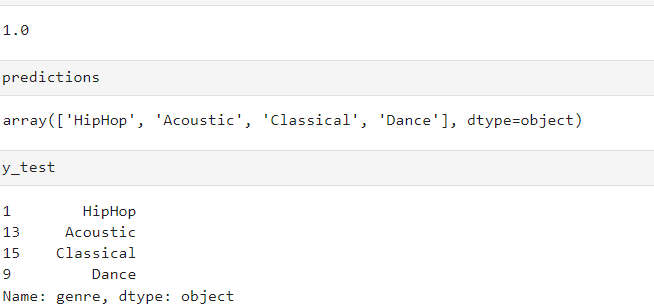 1.0
predictions
array(['HipHop', 'Acoustic', 'Classical', 'Dance'], dtype=object)
y_test
1 HipHop
13 Acoustic
15 Classical
9 Dance
Name: genre, dtype: object